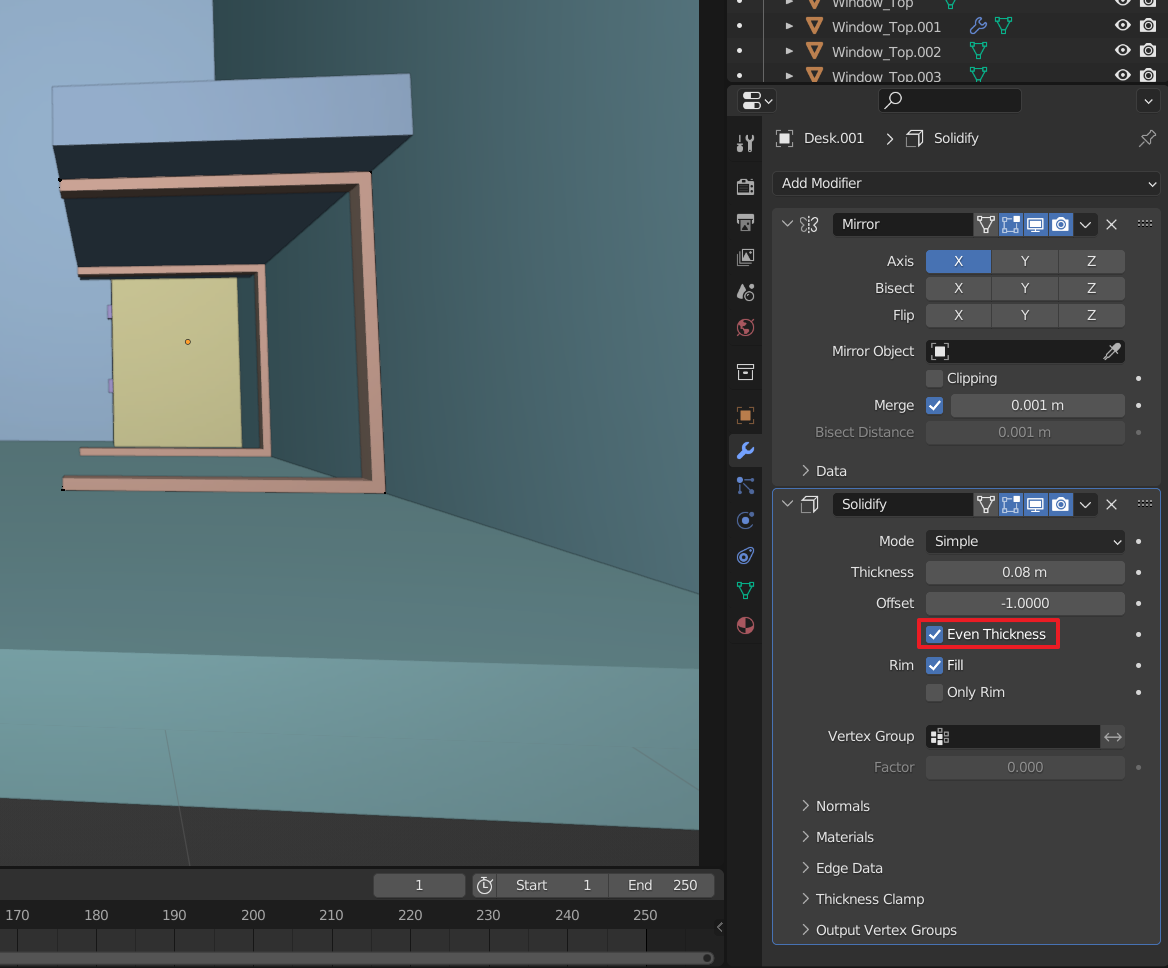 Window_Top
Window_Top.001
Window_Top.002
Window_Top.003
Desk.001 > Solidify
Add Modifier
Mirror
Axis X Y Z
Bisect X Y Z
Flip X Y Z
Mirror Object
Clipping
Merge 0.001 m
Bisect Distance 0.001 m
Data
Solidify
Mode Simple
Thickness 0.08 m
Offset -1.0000
Even Thickness
Rim Fill
Only Rim
Vertex Group
Factor 0.000
Normals
Materials
Edge Data
Thickness Clamp
Output Vertex Groups
1 Start 1 End 250
170 180 190 200 210 220 230 240 250